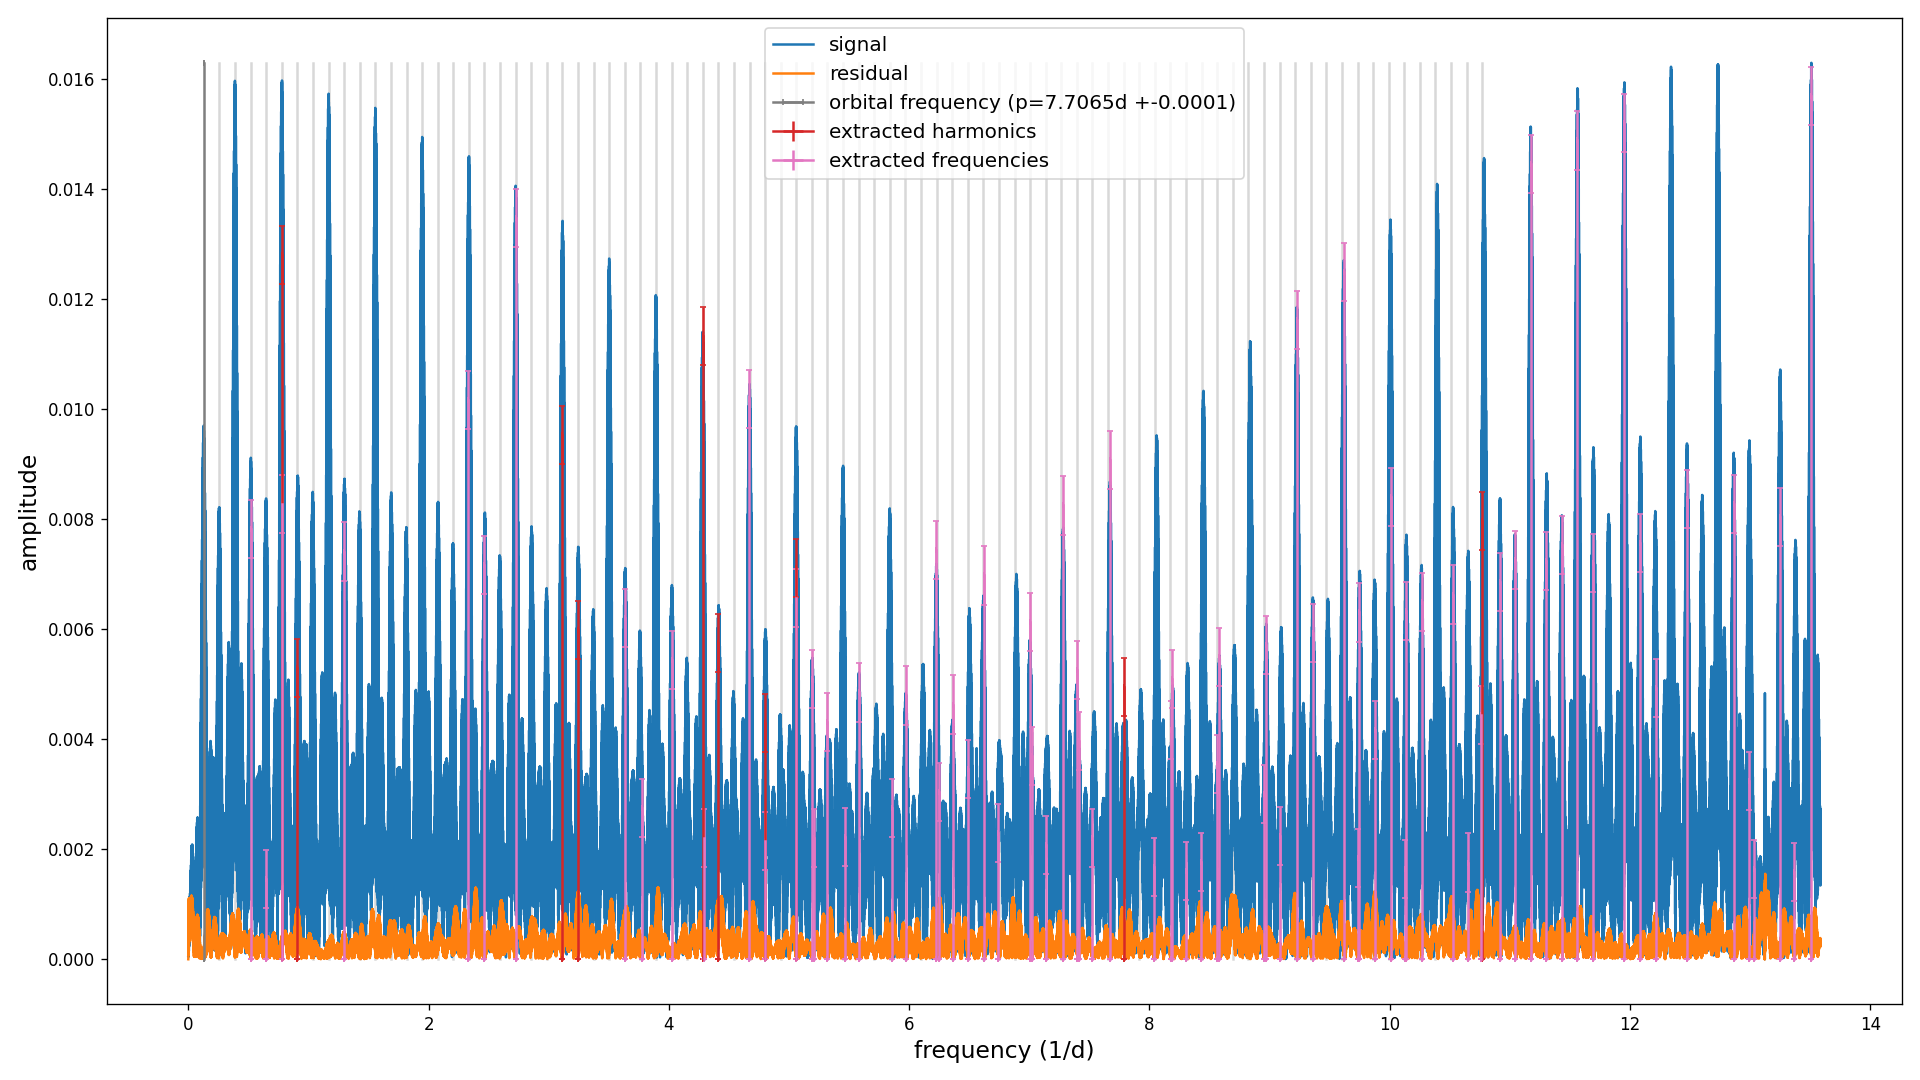 signal
residual
orbital frequency (p=7.7065d +-0.0001)
extracted harmonics
extracted frequencies
0.016
0.014
0.012
0.010
0.008
0.006
0.004
0.002
0.000
amplitude
0 2 4 6 8 10 12 14
frequency (1/d)